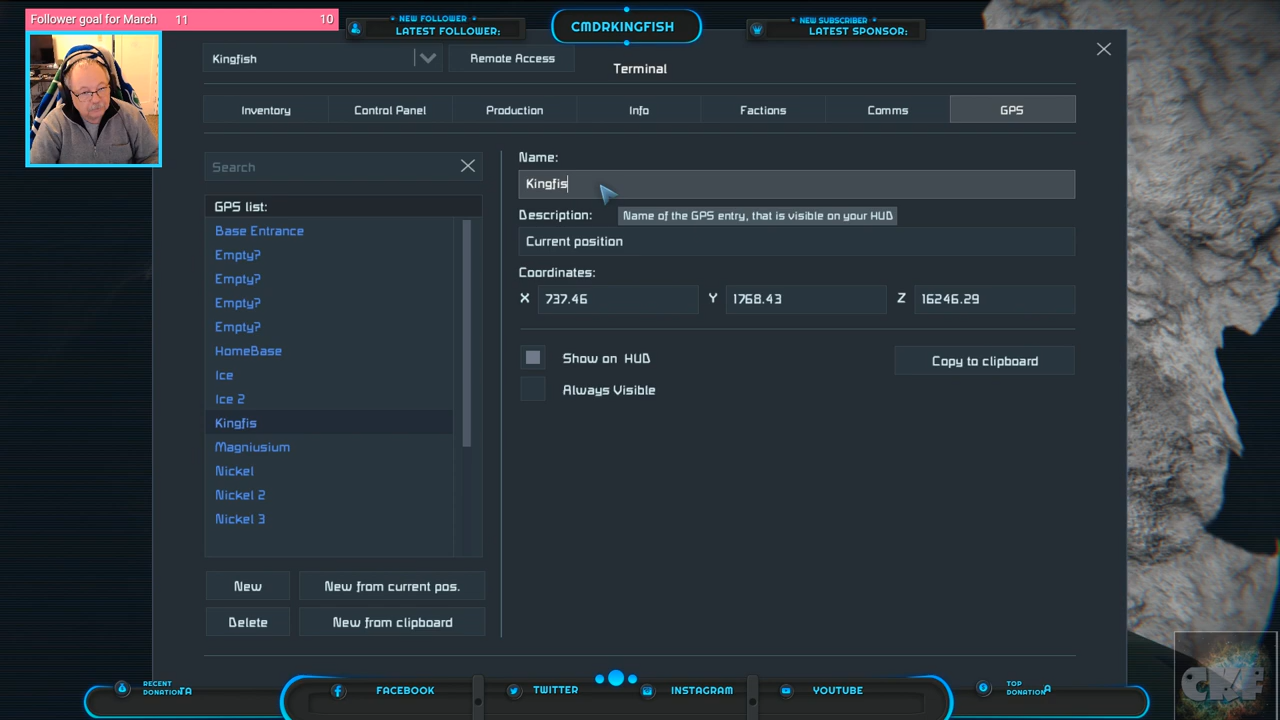 Follower goal for March 11 10
NEW FOLLOWER
LATEST FOLLOWER:
CMDRKINGFISH
NEW SUBSCRIBER
LATEST SPONSOR:
Kingfish
Remote Access
Terminal
Inventory
Control Panel
Production
Info
Factions
Comms
GPS
Search
GPS list:
Base Entrance
Empty?
Empty?
Empty?
Empty?
HomeBase
Ice
Ice 2
Kingfis
Magniusium
Nickel
Nickel 2
Nickel 3
New
New from current pos.
Delete
New from clipboard
Name:
Kingfis
Description:
Name of the GPS entry, that is visible on your HUD
Current position
Coordinates:
X 737.46 Y 1768.43 Z 16246.29
Show on HUD
Copy to clipboard
Always Visible
RECENT
DONATION
TA
FACEBOOK
TWITTER
INSTAGRAM
YOUTUBE
TOP
DONATION
A
CKF